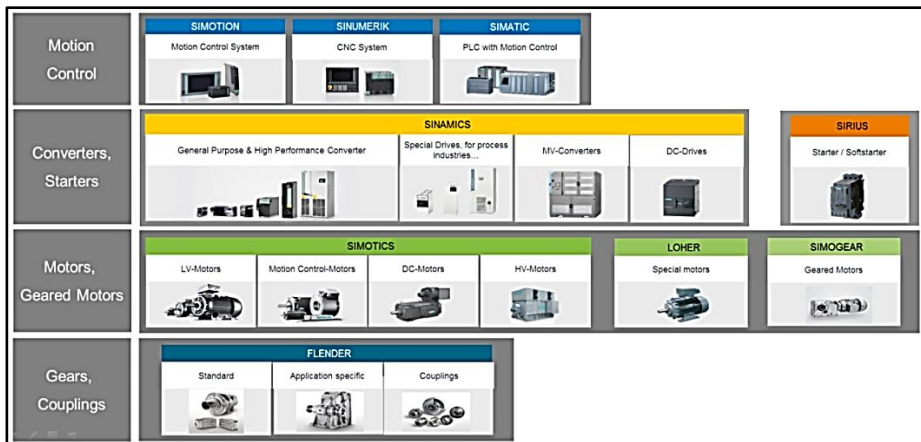 Motion
Control
SIMOTION
SINUMERIK
SIMATIC
Motion Control System
CNC System
PLC with Motion Control
Converters,
Starters
SINAMICS
General Purpose & High Performance Converter
Special Drives. for process
industries...
MV-Converters
DC-Drives
SIRIUS
Starter / Softstarter
Motors,
Geared Motors
SIMOTICS
LV-Motors
Motion Control-Motors
DC-Motors
HV-Motors
LOHER
Special motors
SIMOGEAR
Geared Motors
Gears,
Couplings
FLENDER
Standard
Application specific
Couplings